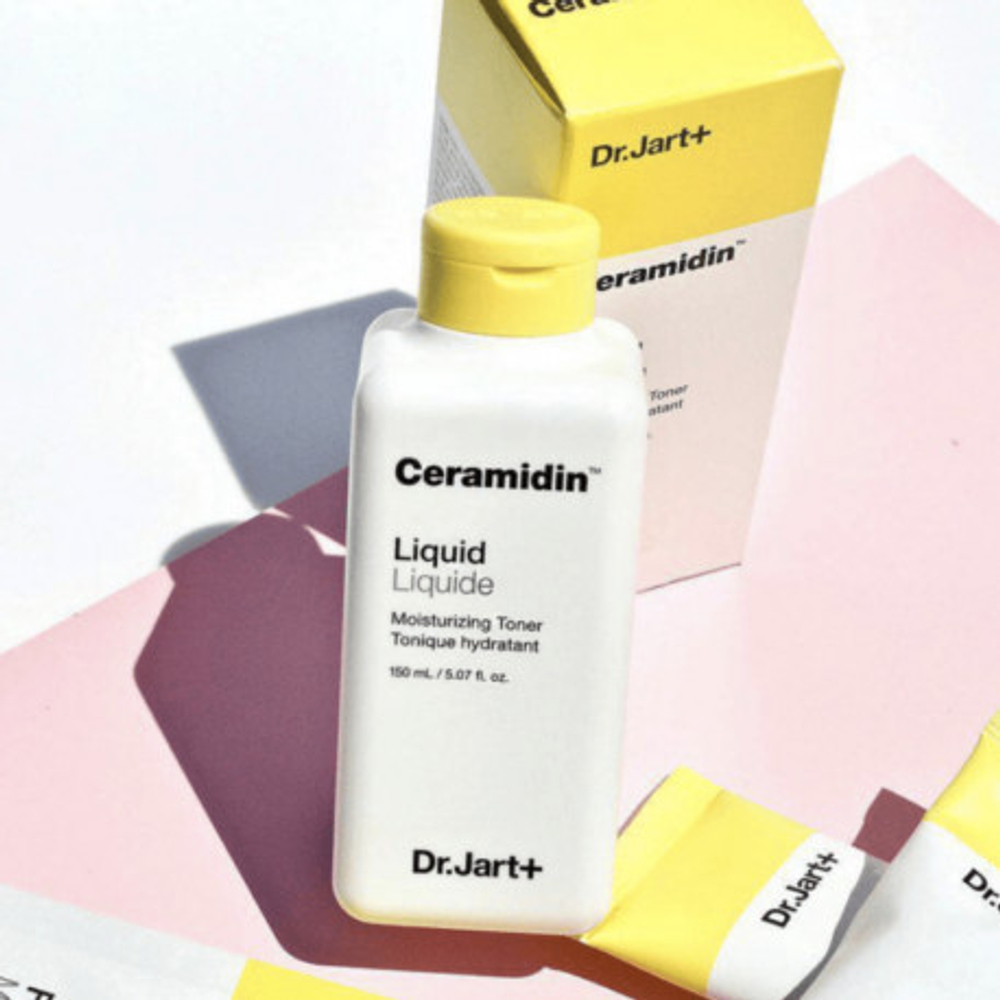 Dr.Jart+
eramidin™
Toner
Ceramidin™
Liquid
Liquide
Moisturizing Toner
Tonique hydratant
150 mL / 5.07 fl. oz.
Dr.Jart+
Dr.Jart+